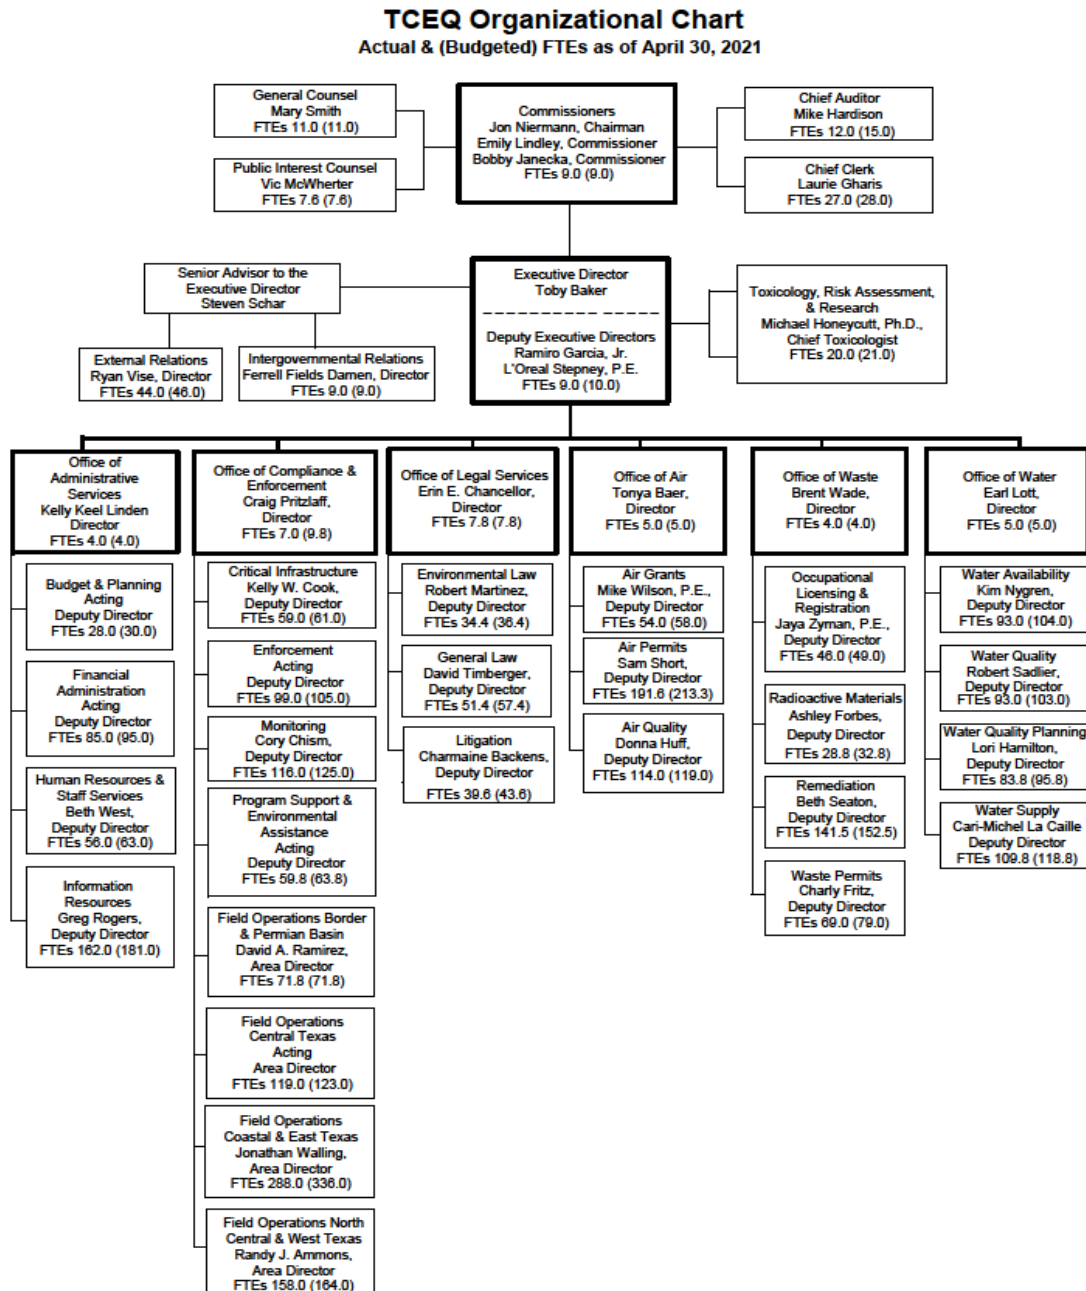 TCEQ Organizational Chart
Actual & (Budgeted) FTEs as of April 30, 2021
General Counsel
Mary Smith
FTEs 11.0 (11.0)
Public Interest Counsel
Vic McWherter
FTEs 7.6 (7.6)
Commissioners
Jon Niermann, Chairman
Emily Lindley, Commissioner
Bobby Janecka, Commissioner
FTEs 9.0 (9.0)
Chief Auditor
Mike Hardison
FTEs 12.0 (15.0)
Chief Clerk
Laurie Gharis
FTEs 27.0 (28.0)
Senior Advisor to the
Executive Director
Steven Schar
External Relations
Ryan Vise, Director
FTEs 44.0 (46.0)
Intergovernmental Relations
Ferrell Fields Damen, Director
FTEs 9.0 (9.0)
Executive Director
Toby Baker
Deputy Executive Directors
Ramiro Garcia, Jr.
L'Oreal Stepney, P.E.
FTEs 9.0 (10.0)
Toxicology, Risk Assessment,
& Research
Michael Honeycutt, Ph.D.,
Chief Toxicologist
FTEs 20.0 (21.0)
Office of
Administrative
Services
Kelly Keel Linden
Director
FTEs 4.0 (4.0)
Budget & Planning
Acting
Deputy Director
FTEs 28.0 (30.0)
Financial
Administration
Acting
Deputy Director
FTEs 85.0 (95.0)
Human Resources &
Staff Services
Beth West,
Deputy Director
FTEs 56.0 (63.0)
Information
Resources
Greg Rogers,
Deputy Director
FTEs 162.0 (181.0)
Office of Compliance &
Enforcement
Craig Pritzlaff,
Director
FTEs 7.0 (9.8)
Critical Infrastructure
Kelly W. Cook,
Deputy Director
FTEs 59.0 (61.0)
Enforcement
Acting
Deputy Director
FTEs 99.0 (105.0)
Monitoring
Cory Chism,
Deputy Director
FTEs 116.0 (125.0)
Program Support &
Environmental
Assistance
Acting
Deputy Director
FTEs 59.8 (63.8)
Field Operations Border
& Permian Basin
David A. Ramirez,
Area Director
FTEs 71.8 (71.8)
Field Operations
Central Texas
Acting
Area Director
FTEs 119.0 (123.0)
Field Operations
Coastal & East Texas
Jonathan Walling,
Area Director
FTEs 288.0 (336.0)
Field Operations North
Central & West Texas
Randy J. Ammons,
Area Director
FTEs 158.0 (164.0)
Office of Legal Services
Erin E. Chancellor,
Director
FTEs 7.8 (7.8)
Environmental Law
Robert Martinez,
Deputy Director
FTEs 34.4 (36.4)
General Law
David Timberger,
Deputy Director
FTEs 51.4 (57.4)
Litigation
Charmaine Backens,
Deputy Director
FTEs 39.6 (43.6)
Office of Air
Tonya Baer,
Director
FTEs 5.0 (5.0)
Air Grants
Mike Wilson, P.E.,
Deputy Director
FTEs 54.0 (58.0)
Air Permits
Sam Short,
Deputy Director
FTEs 191.6 (213.3)
Air Quality
Donna Huff,
Deputy Director
FTEs 114.0 (119.0)
Office of Waste
Brent Wade,
Director
FTEs 4.0 (4.0)
Occupational
Licensing &
Registration
Jaya Zyman, P.E.,
Deputy Director
FTEs 46.0 (49.0)
Radioactive Materials
Ashley Forbes,
Deputy Director
FTEs 28.8 (32.8)
Remediation
Beth Seaton,
Deputy Director
FTEs 141.5 (152.5)
Waste Permits
Charly Fritz,
Deputy Director
FTEs 69.0 (79.0)
Office of Water
Earl Lott,
Director
FTEs 5.0 (5.0)
Water Availability
Kim Nygren,
Deputy Director
FTEs 93.0 (104.0)
Water Quality
Robert Sadlier,
Deputy Director
FTEs 93.0 (103.0)
Water Quality Planning
Lori Hamilton,
Deputy Director
FTEs 83.8 (95.8)
Water Supply
Cari-Michel La Caille
Deputy Director
FTEs 109.8 (118.8)